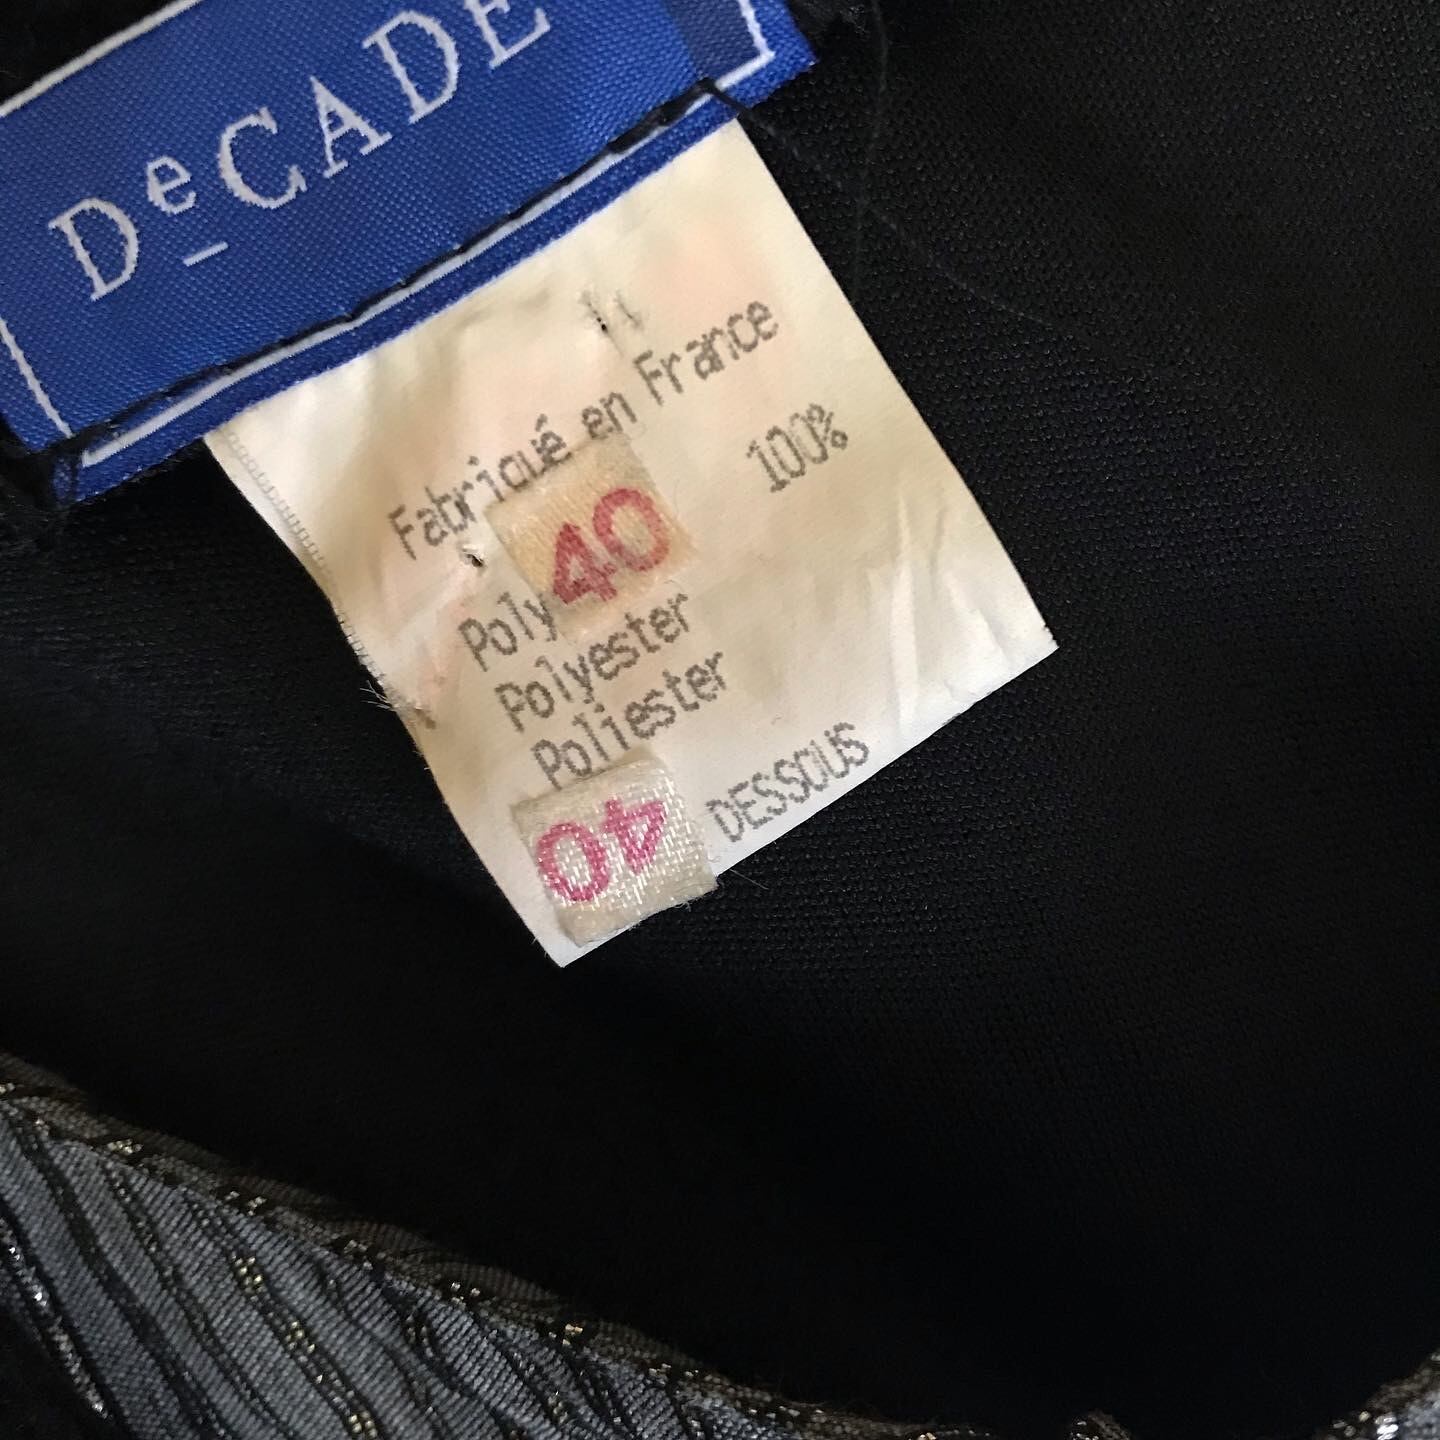 DeCADE
Fabriqué en France
40
100%
Poly
Polyester
Poliester
40
DESSOUS